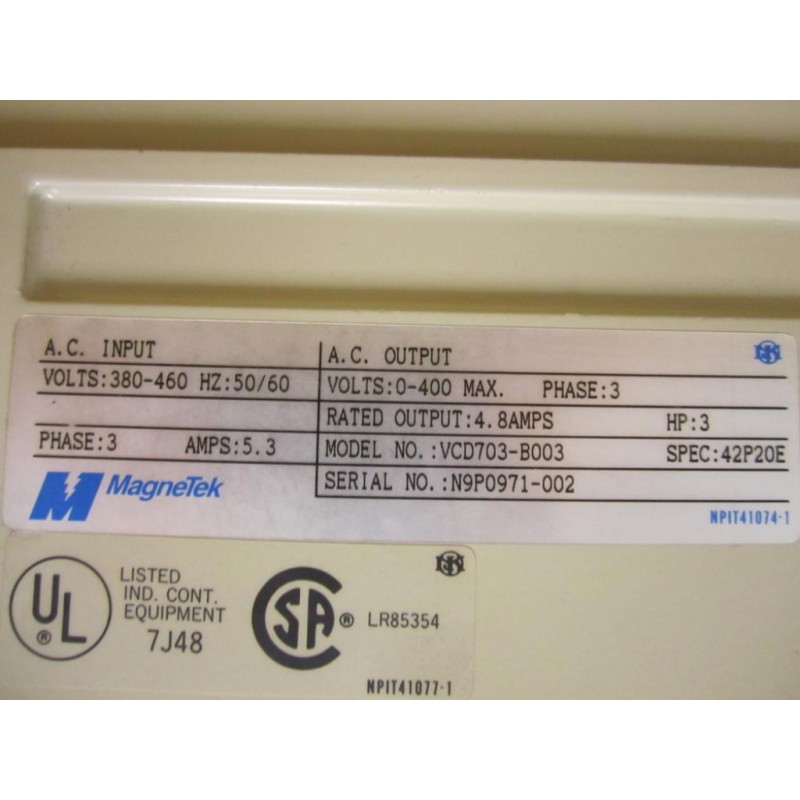 A.C. INPUT
VOLTS:380-460 HZ:50/60
PHASE:3 AMPS:5.3
MagneTek
A.C. OUTPUT
VOLTS:0-400 MAX. PHASE:3
RATED OUTPUT:4.8AMPS HP:3
MODEL NO.:VCD703-B003 SPEC:42P20E
SERIAL NO.:N9P0971-002
NPIT41074-1
UL ®
LISTED
IND. CONT.
EQUIPMENT
7J48
CSA ® LR85354
NPIT41077-1